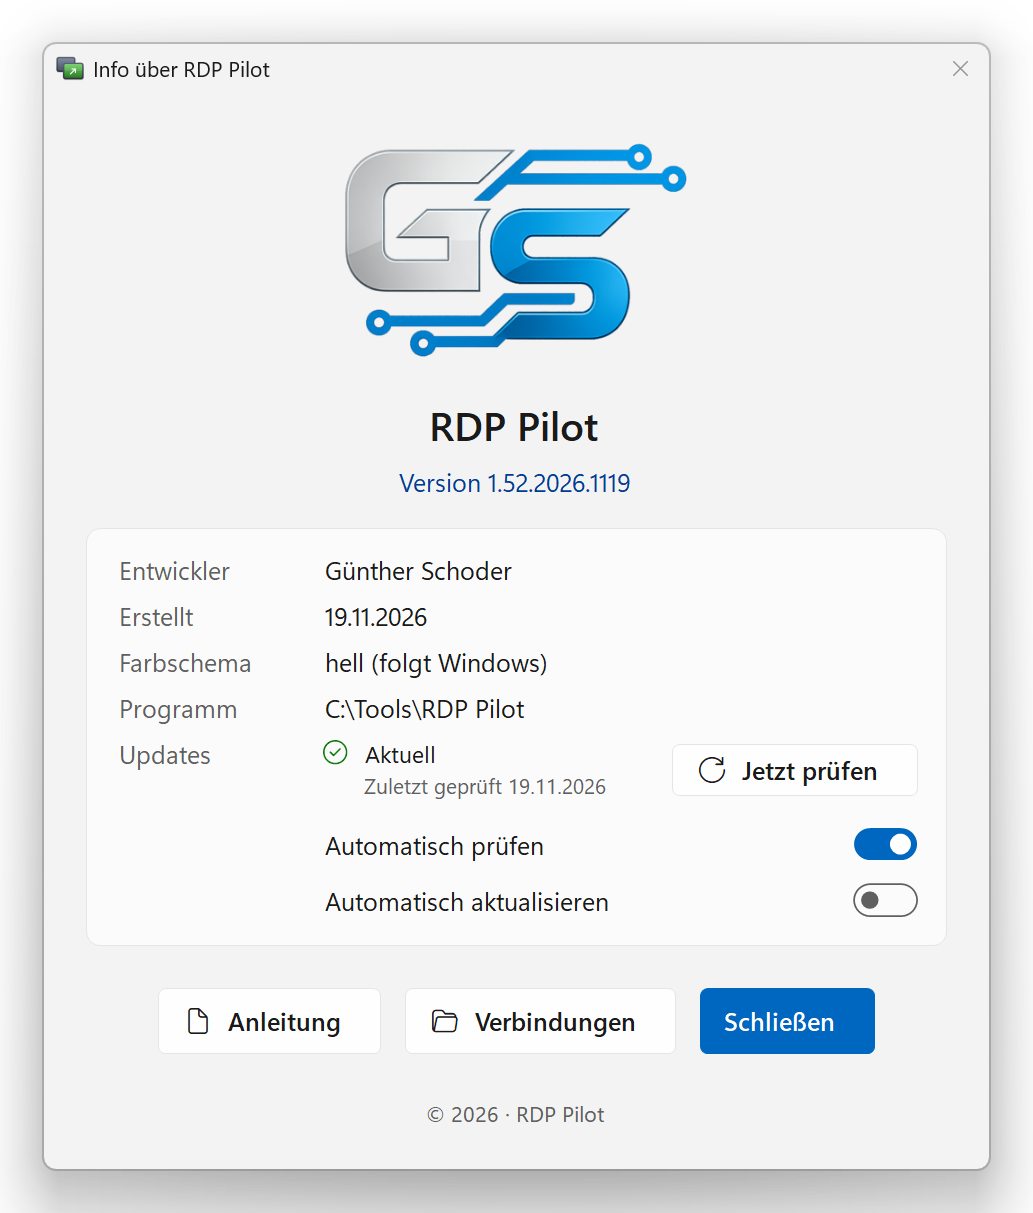 Info über RDP Pilot
GS
RDP Pilot
Version 1.52.2026.1119
Entwickler Günther Schoder
Erstellt 19.11.2026
Farbschema hell (folgt Windows)
Programm C:\Tools\RDP Pilot
Updates Aktuell
Zuletzt geprüft 19.11.2026
Jetzt prüfen
Automatisch prüfen
Automatisch aktualisieren
Anleitung Verbindungen Schließen
© 2026 · RDP Pilot